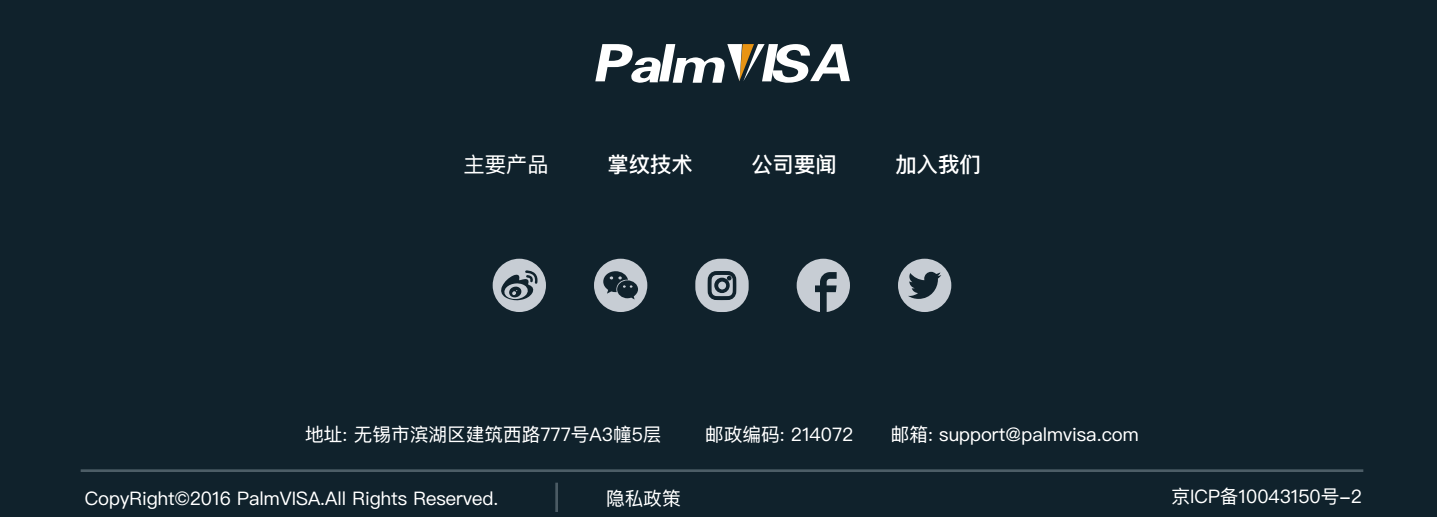 PalmVISA
主要产品 掌纹技术 公司要闻 加入我们
地址: 无锡市滨湖区建筑西路777号A3幢5层 邮政编码: 214072 邮箱: support@palmvisa.com
CopyRight©2016 PalmVISA.All Rights Reserved. 隐私政策 京ICP备10043150号-2